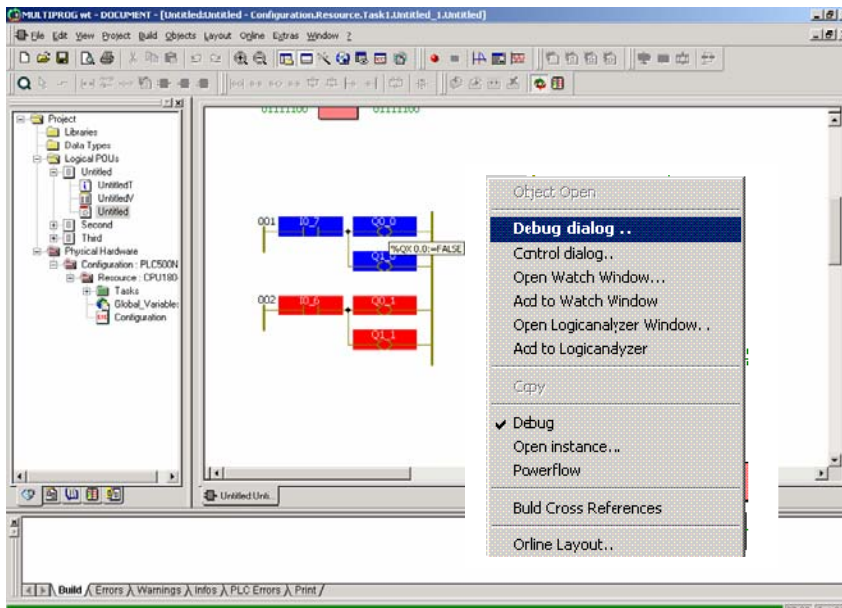 MULTIPROG wt - DOCUMENT - [Untitled:Untitled - Configuration.Resource.Task1.Untitled_1.Untitled]
File Edit View Project Build Objects Layout Online Extras Window ?
Project
Libraries
Data Types
Logical POUs
Untitled
UntitledT
UntitledV
Untitled
Second
Third
Physical Hardware
Configuration : PLC500N
Resource : CPU180
Tasks
Global_Variables
Configuration
01111100 01111100
001 I0_7 Q0_0
%QX 0.0:=FALSE
Q1_0
002 I0_6 Q0_1
Q1_1
Object Open
Debug dialog ..
Control dialog..
Open Watch Window...
Add to Watch Window
Open Logicanalyzer Window..
Add to Logicanalyzer
Copy
Debug
Open instance...
Powerflow
Build Cross References
Online Layout..
Untitled:Unti...
Build Errors Warnings Infos PLC Errors Print